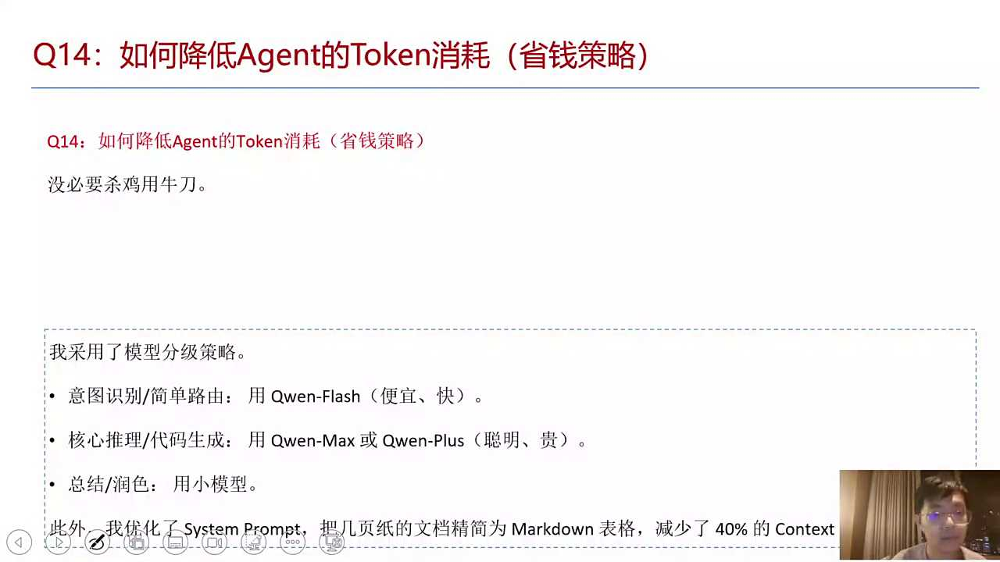 Q14：如何降低Agent的Token消耗（省钱策略）
Q14：如何降低Agent的Token消耗（省钱策略）
没必要杀鸡用牛刀。
我采用了模型分级策略。
• 意图识别/简单路由： 用 Qwen-Flash（便宜、快）。
• 核心推理/代码生成： 用 Qwen-Max 或 Qwen-Plus（聪明、贵）。
• 总结/润色： 用小模型。
此外，我优化了 System Prompt，把几页纸的文档精简为 Markdown 表格，减少了 40% 的 Context